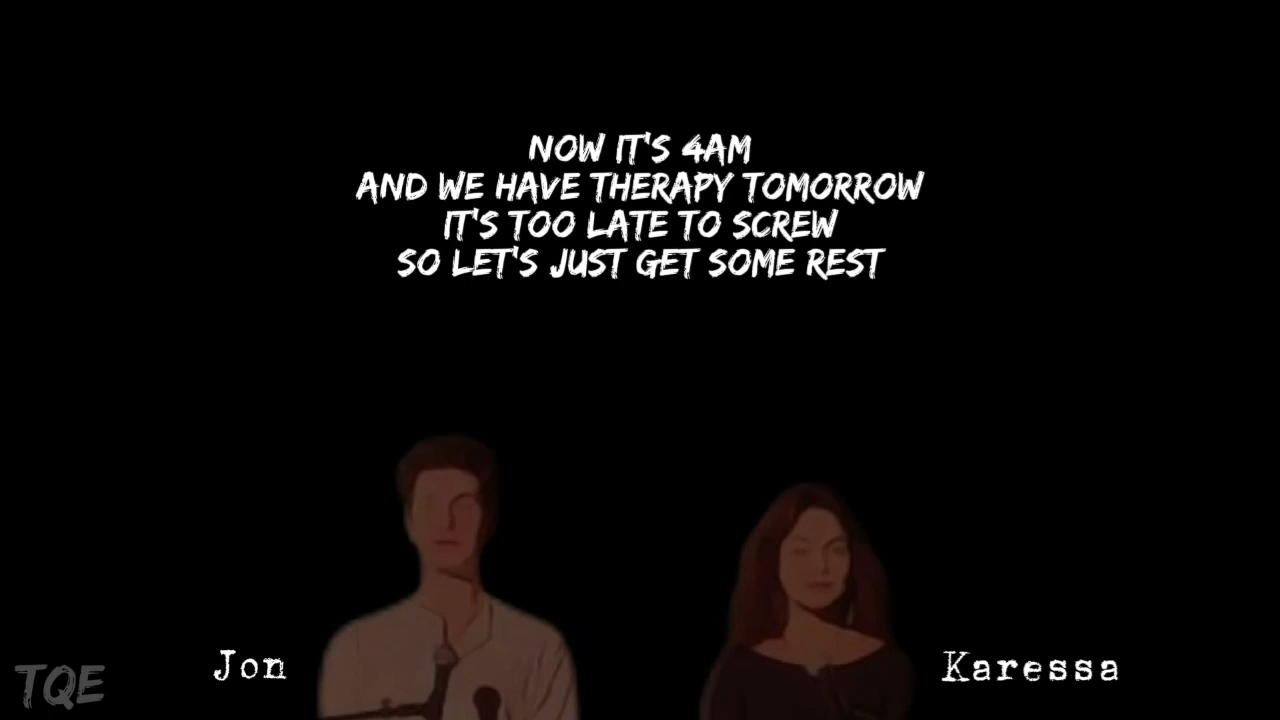 NOW IT'S 4AM
AND WE HAVE THERAPY TOMORROW
IT'S TOO LATE TO SCREW
SO LET'S JUST GET SOME REST
Jon
Karessa
TQE